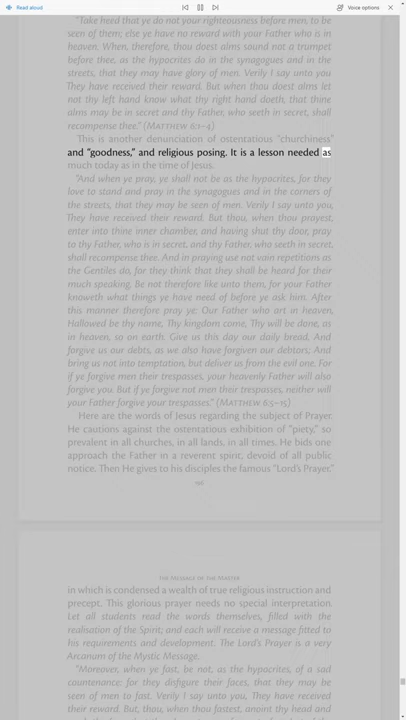 Read aloud
Voice options
"Take heed that ye do not your righteousness before men, to be
seen of them; else ye have no reward with your Father who is in
heaven. When, therefore, thou doest alms sound not a trumpet
before thee, as the hypocrites do in the synagogues and in the
streets, that they may have glory of men. Verily I say unto you
They have received their reward. But when thou doest alms let
not thy left hand know what thy right hand doeth, that thine
alms may be in secret and thy Father, who seeth in secret, shall
recompense thee." (Matthew 6:1–4)
This is another denunciation of ostentatious "churchiness"
and "goodness," and religious posing. It is a lesson needed as
much today as in the time of Jesus.
"And when ye pray, ye shall not be as the hypocrites, for they
love to stand and pray in the synagogues and in the corners of
the streets, that they may be seen of men. Verily I say unto you,
They have received their reward. But thou, when thou prayest,
enter into thine inner chamber, and having shut thy door, pray
to thy Father, who is in secret, and thy Father, who seeth in secret,
shall recompense thee. And in praying use not vain repetitions as
the Gentiles do, for they think that they shall be heard for their
much speaking. Be not therefore like unto them, for your Father
knoweth what things ye have need of before ye ask him. After
this manner therefore pray ye: Our Father who art in heaven,
Hallowed be thy name, Thy kingdom come, Thy will be done, as
in heaven, so on earth. Give us this day our daily bread, And
forgive us our debts, as we also have forgiven our debtors; And
bring us not into temptation, but deliver us from the evil one. For
if ye forgive men their trespasses, your heavenly Father will also
forgive you. But if ye forgive not men their trespasses, neither will
your Father forgive your trespasses." (Matthew 6:5–15)
Here are the words of Jesus regarding the subject of Prayer.
He cautions against the ostentatious exhibition of "piety," so
prevalent in all churches, in all lands, in all times. He bids one
approach the Father in a reverent spirit, devoid of all public
notice. Then He gives to his disciples the famous "Lord's Prayer,"
The Message of the Master
in which is condensed a wealth of true religious instruction and
precept. This glorious prayer needs no special interpretation.
Let all students read the words themselves, filled with the
realisation of the Spirit; and each will receive a message fitted to
his requirements and development. The Lord's Prayer is a very
Arcanum of the Mystic Message.
"Moreover, when ye fast, be not, as the hypocrites, of a sad
countenance: for they disfigure their faces, that they may be
seen of men to fast. Verily I say unto you, They have received
their reward. But, thou, when thou fastest, anoint thy head and